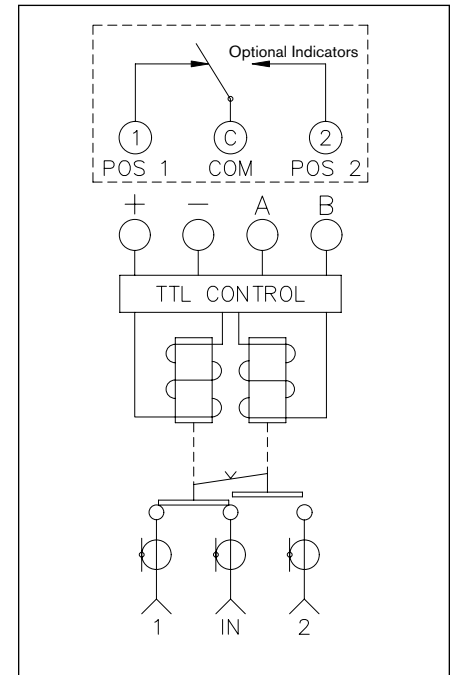 Optional Indicators
1 C 2
POS 1 COM POS 2
+ − A B
TTL CONTROL
1 IN 2